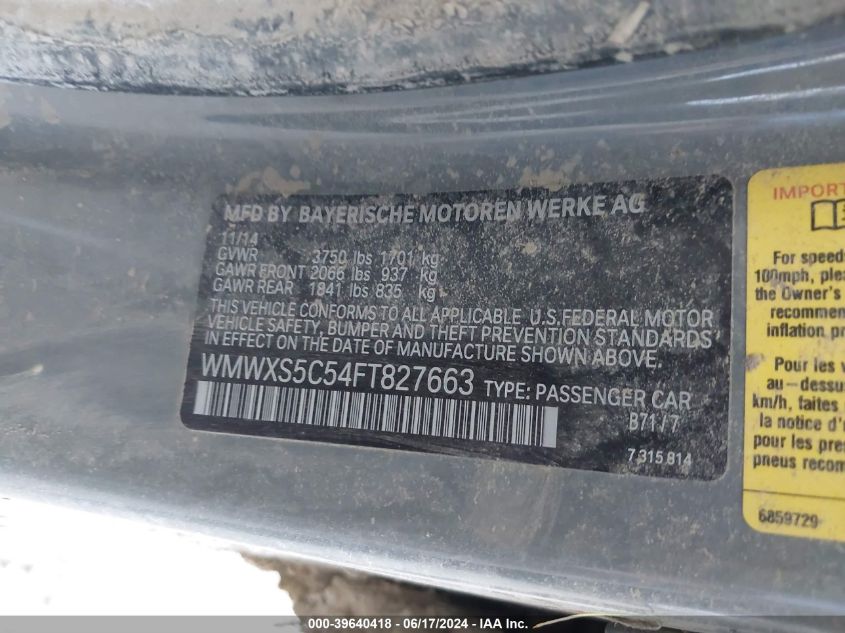 MFD BY BAYERISCHE MOTOREN WERKE AG
11/14
GVWR 3750 lbs 1701 kg
GAWR FRONT 2066 lbs 937 kg
GAWR REAR 1841 lbs 835 kg
THIS VEHICLE CONFORMS TO ALL APPLICABLE U.S. FEDERAL MOTOR
VEHICLE SAFETY, BUMPER AND THEFT PREVENTION STANDARDS
IN EFFECT ON THE DATE OF MANUFACTURE SHOWN ABOVE.
WMWXS5C54FT827663 TYPE: PASSENGER CAR
B71/7
7 315 814
IMPORT
For speed
100mph, ple
the Owner's
recommen
inflation pr
Pour les v
au-dessu
km/h, faites
la notice d'
pour les pre
pneus recom
6859729
000-39640418 - 06/17/2024 - IAA Inc.